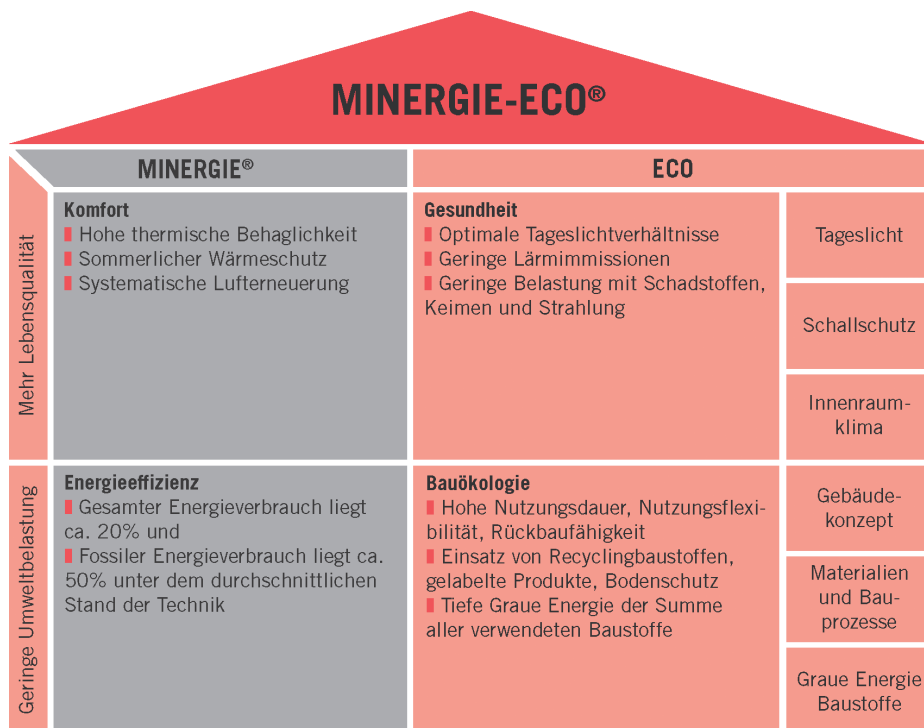 MINERGIE-ECO®
MINERGIE®
ECO
Mehr Lebensqualität
Komfort
Hohe thermische Behaglichkeit
Sommerlicher Wärmeschutz
Systematische Lufterneuerung
Gesundheit
Optimale Tageslichtverhältnisse
Geringe Lärmimmissionen
Geringe Belastung mit Schadstoffen,
Keimen und Strahlung
Tageslicht
Schallschutz
Innenraum-
klima
Geringe Umweltbelastung
Energieeffizienz
Gesamter Energieverbrauch liegt
ca. 20% und
Fossiler Energieverbrauch liegt ca.
50% unter dem durchschnittlichen
Stand der Technik
Bauökologie
Hohe Nutzungsdauer, Nutzungsflexi-
bilität, Rückbaufähigkeit
Einsatz von Recyclingbaustoffen,
gelabelte Produkte, Bodenschutz
Tiefe Graue Energie der Summe
aller verwendeten Baustoffe
Gebäude-
konzept
Materialien
und Bau-
prozesse
Graue Energie
Baustoffe